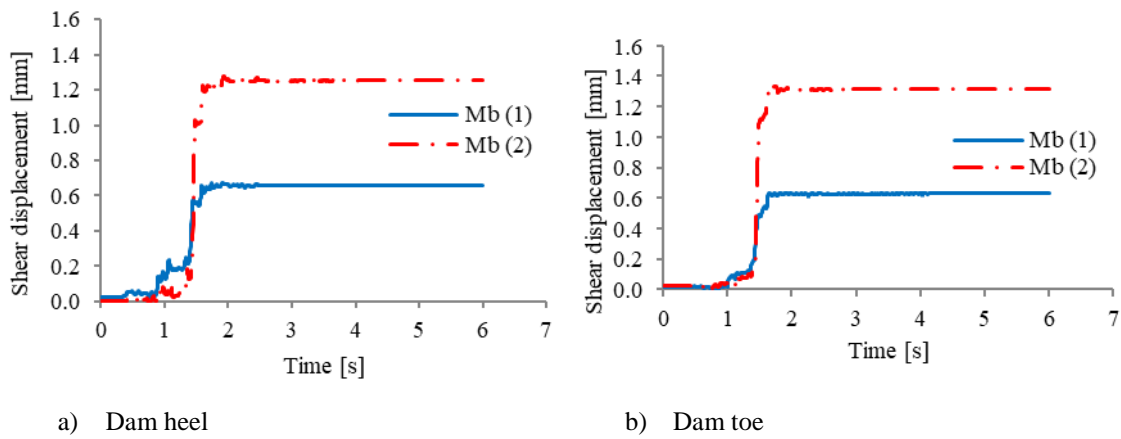 1.6
1.4
1.2
1.0
0.8
0.6
0.4
0.2
0.0
Shear displacement [mm]
Mb (1)
Mb (2)
0 1 2 3 4 5 6 7
Time [s]
a) Dam heel
1.6
1.4
1.2
1.0
0.8
0.6
0.4
0.2
0.0
Shear displacement [mm]
Mb (1)
Mb (2)
0 1 2 3 4 5 6 7
Time [s]
b) Dam toe